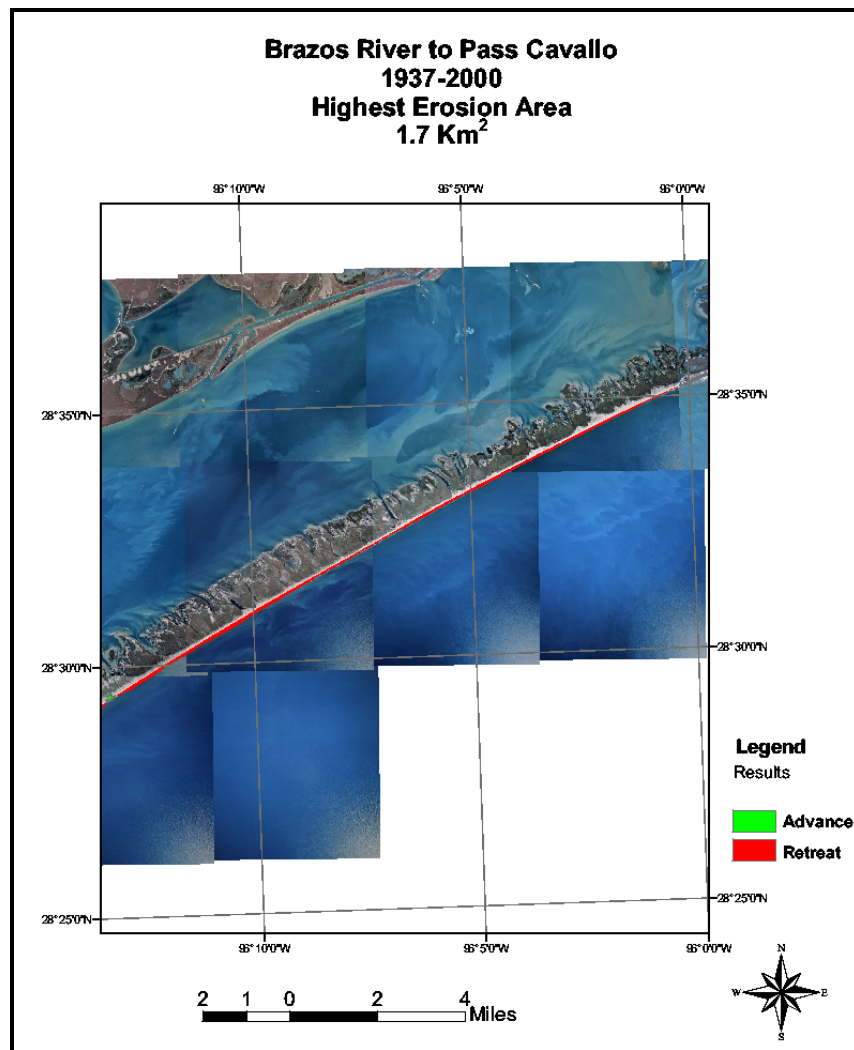 Brazos River to Pass Cavallo
1937-2000
Highest Erosion Area
1.7 Km²
96°10'0"W 96°5'0"W 96°0'0"W
28°35'0"N 28°35'0"N
28°30'0"N 28°30'0"N
Legend
Results
Advance
Retreat
28°25'0"N 28°25'0"N
96°10'0"W 96°5'0"W 96°0'0"W
N
W E
S
2 1 0 2 4
Miles